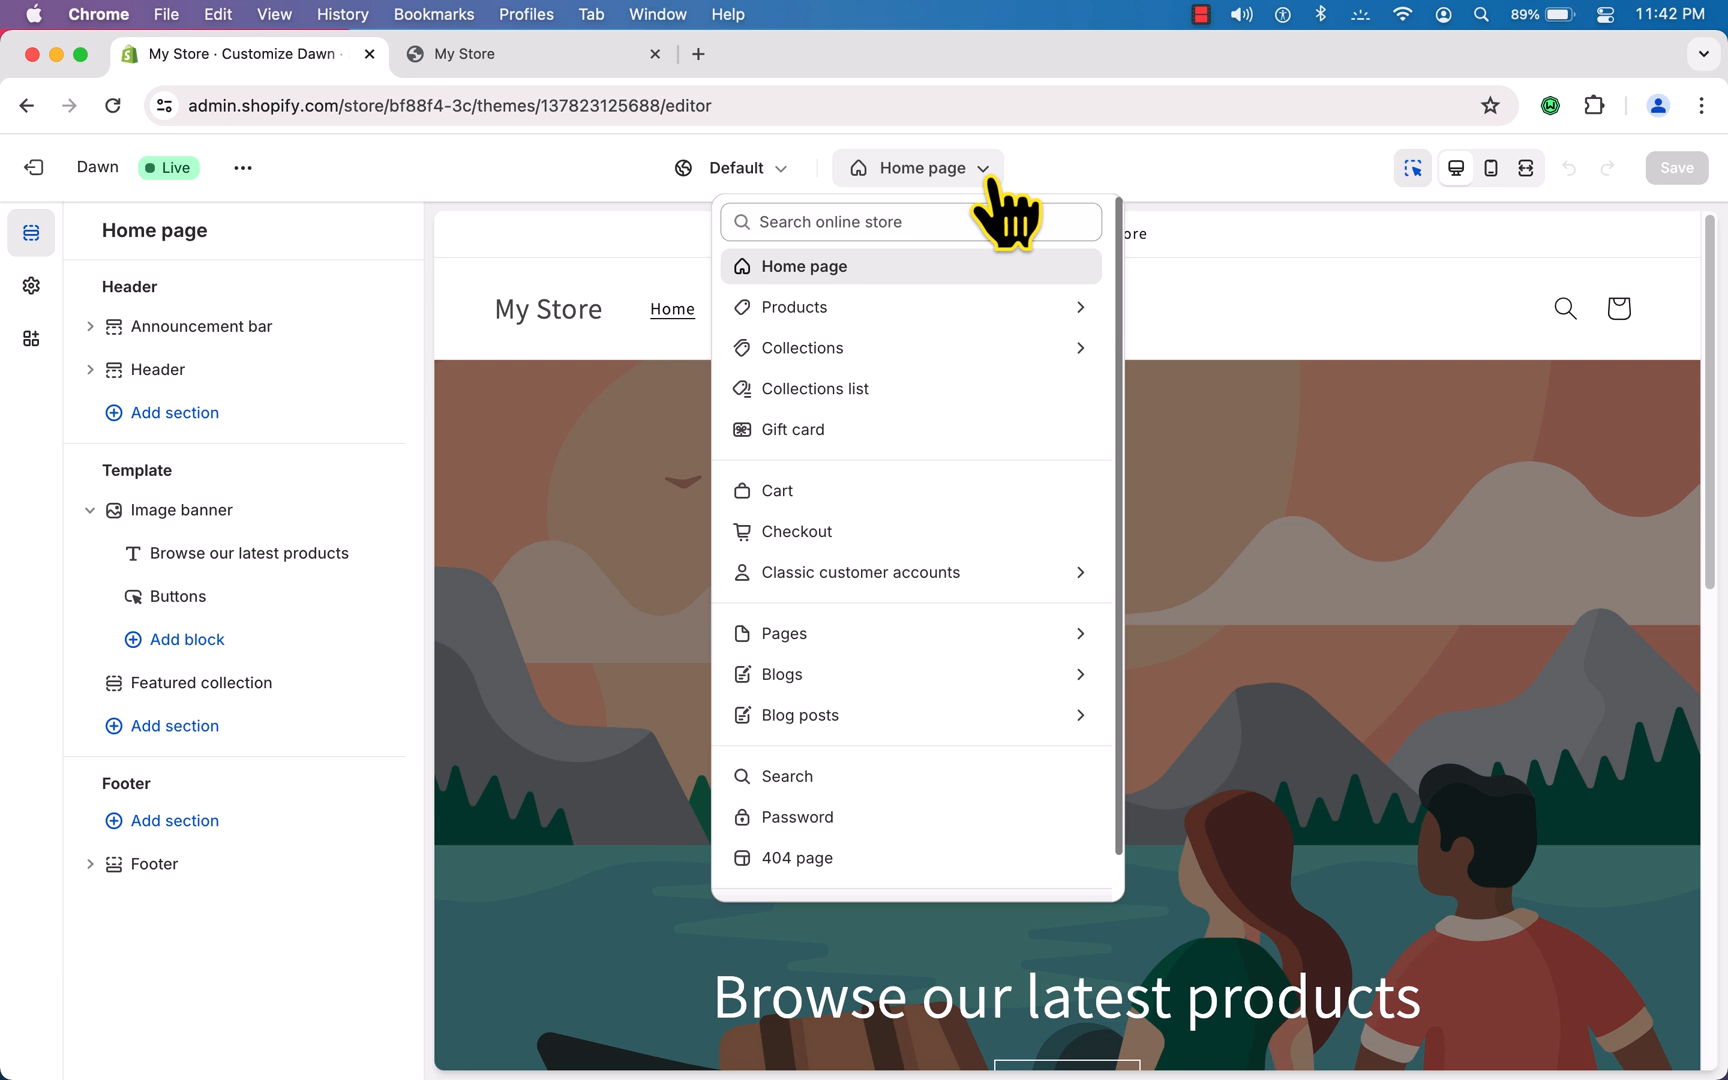 Chrome File Edit View History Bookmarks Profiles Tab Window Help 89% 11:42 PM
My Store · Customize Dawn · My Store
admin.shopify.com/store/bf88f4-3c/themes/137823125688/editor
Dawn Live Default Home page Save
Home page
Header
Announcement bar
Header
Add section
Template
Image banner
Browse our latest products
Buttons
Add block
Featured collection
Add section
Footer
Add section
Footer
Search online store
Home page
Products
Collections
Collections list
Gift card
Cart
Checkout
Classic customer accounts
Pages
Blogs
Blog posts
Search
Password
404 page
ore
My Store Home
Browse our latest products